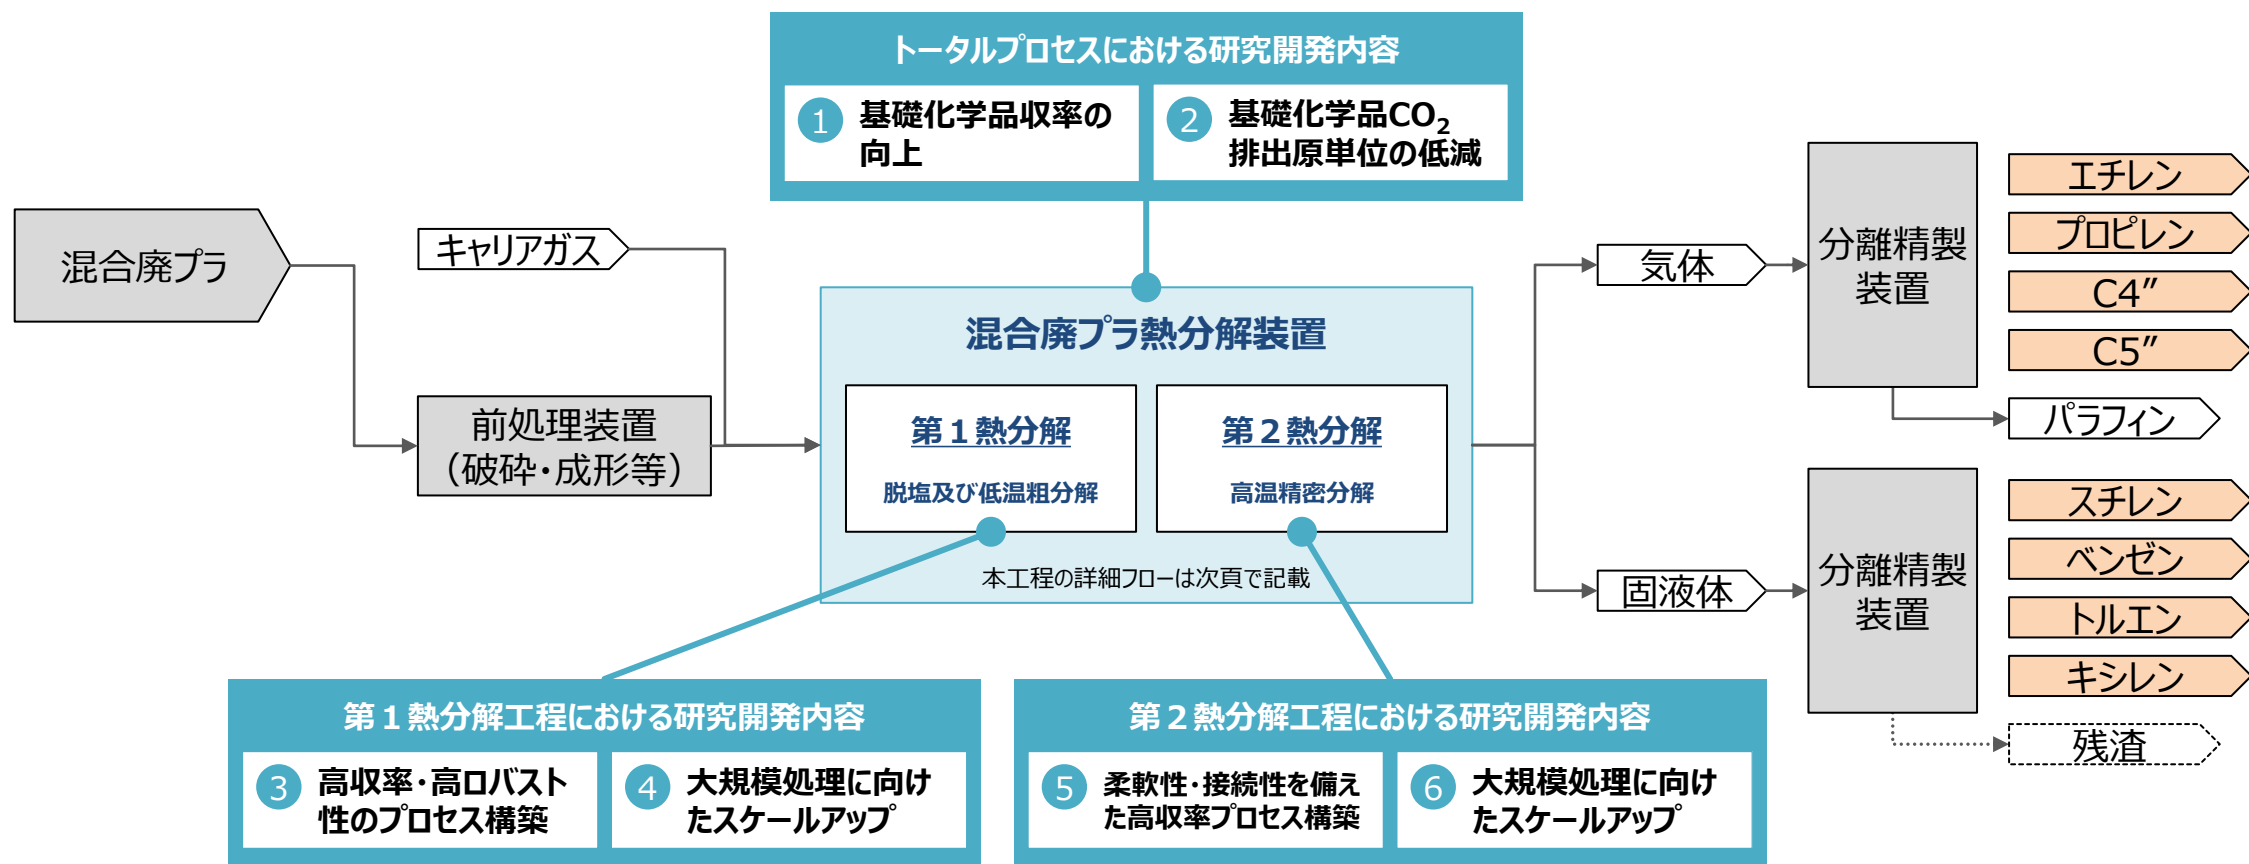 トータルプロセスにおける研究開発内容
1 基礎化学品収率の
向上
2 基礎化学品CO₂
排出原単位の低減
混合廃プラ
キャリアガス
前処理装置
（破砕・成形等）
混合廃プラ熱分解装置
第１熱分解
脱塩及び低温粗分解
第２熱分解
高温精密分解
本工程の詳細フローは次頁で記載
気体
固液体
分離精製
装置
エチレン
プロピレン
C4″
C5″
パラフィン
分離精製
装置
スチレン
ベンゼン
トルエン
キシレン
残渣
第１熱分解工程における研究開発内容
3 高収率・高ロバスト
性のプロセス構築
4 大規模処理に向け
たスケールアップ
第２熱分解工程における研究開発内容
5 柔軟性・接続性を備え
た高収率プロセス構築
6 大規模処理に向け
たスケールアップ